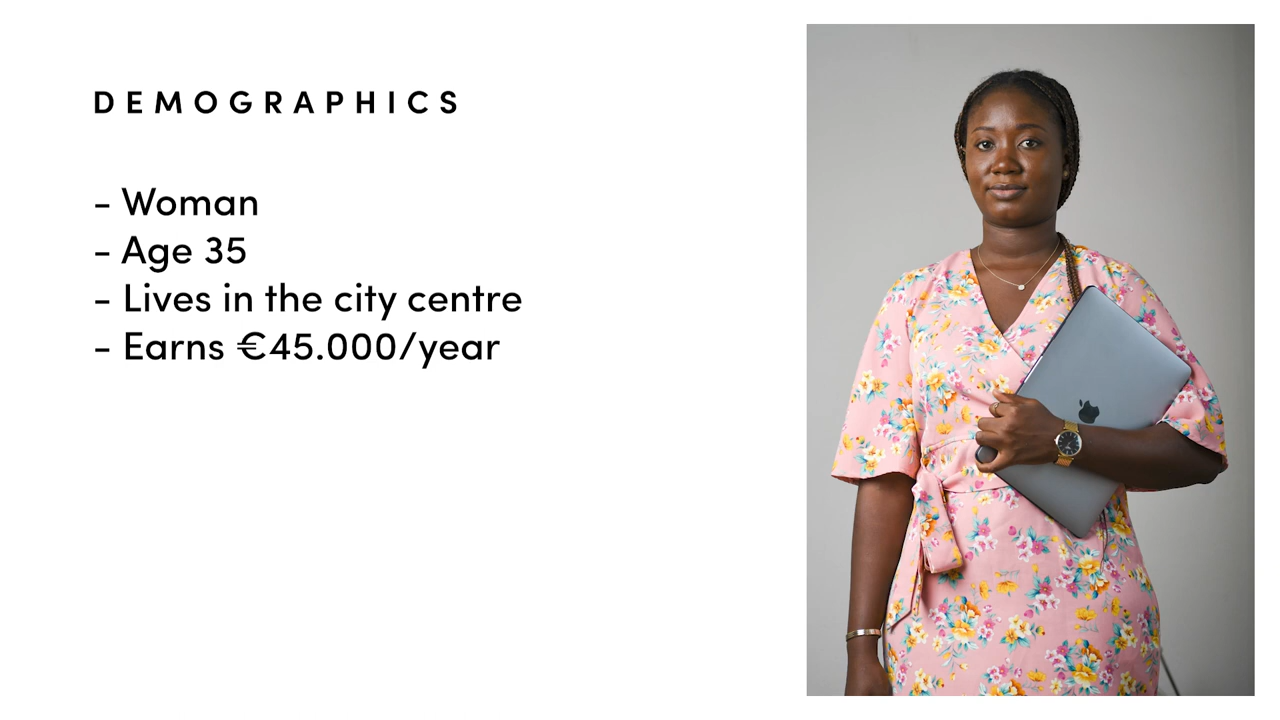 DEMOGRAPHICS
- Woman
- Age 35
- Lives in the city centre
- Earns €45.000/year